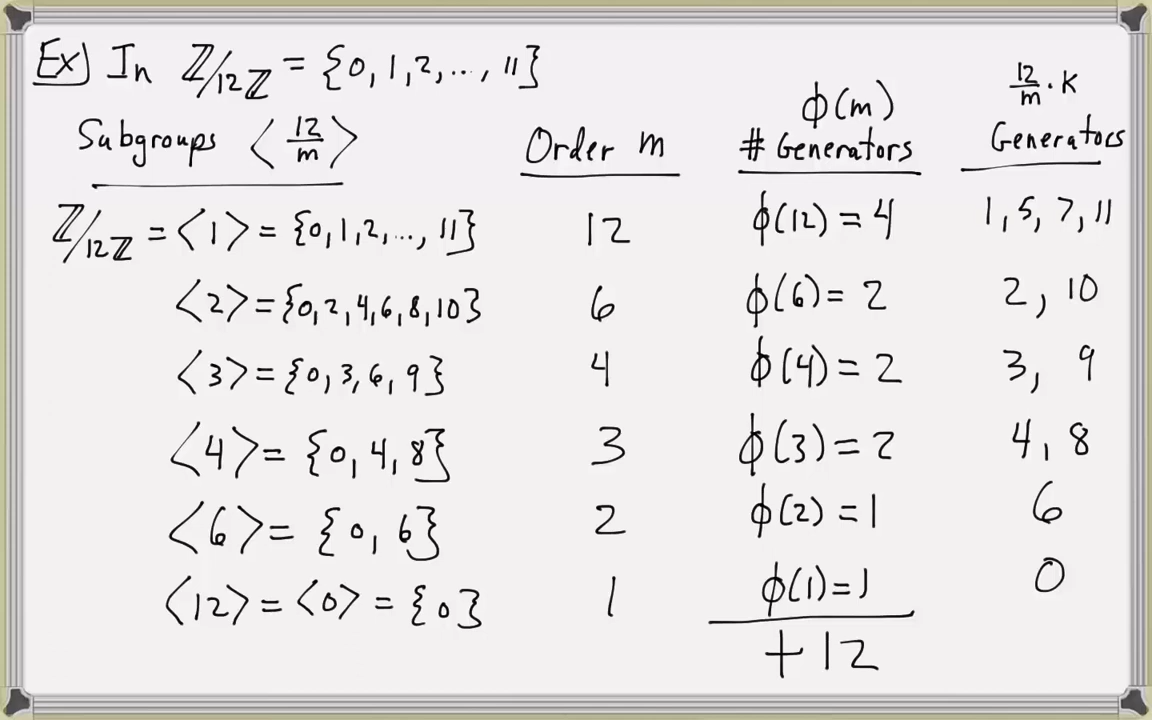 Ex) In ℤ/12ℤ = {0, 1, 2, ..., 11}
Subgroups ⟨12/m⟩ Order m ϕ(m) # Generators 12/m · K Generators
ℤ/12ℤ = ⟨1⟩ = {0, 1, 2, ..., 11} 12 ϕ(12) = 4 1, 5, 7, 11
⟨2⟩ = {0, 2, 4, 6, 8, 10} 6 ϕ(6) = 2 2, 10
⟨3⟩ = {0, 3, 6, 9} 4 ϕ(4) = 2 3, 9
⟨4⟩ = {0, 4, 8} 3 ϕ(3) = 2 4, 8
⟨6⟩ = {0, 6} 2 ϕ(2) = 1 6
⟨12⟩ = ⟨0⟩ = {0} 1 ϕ(1) = 1 0
+ 12